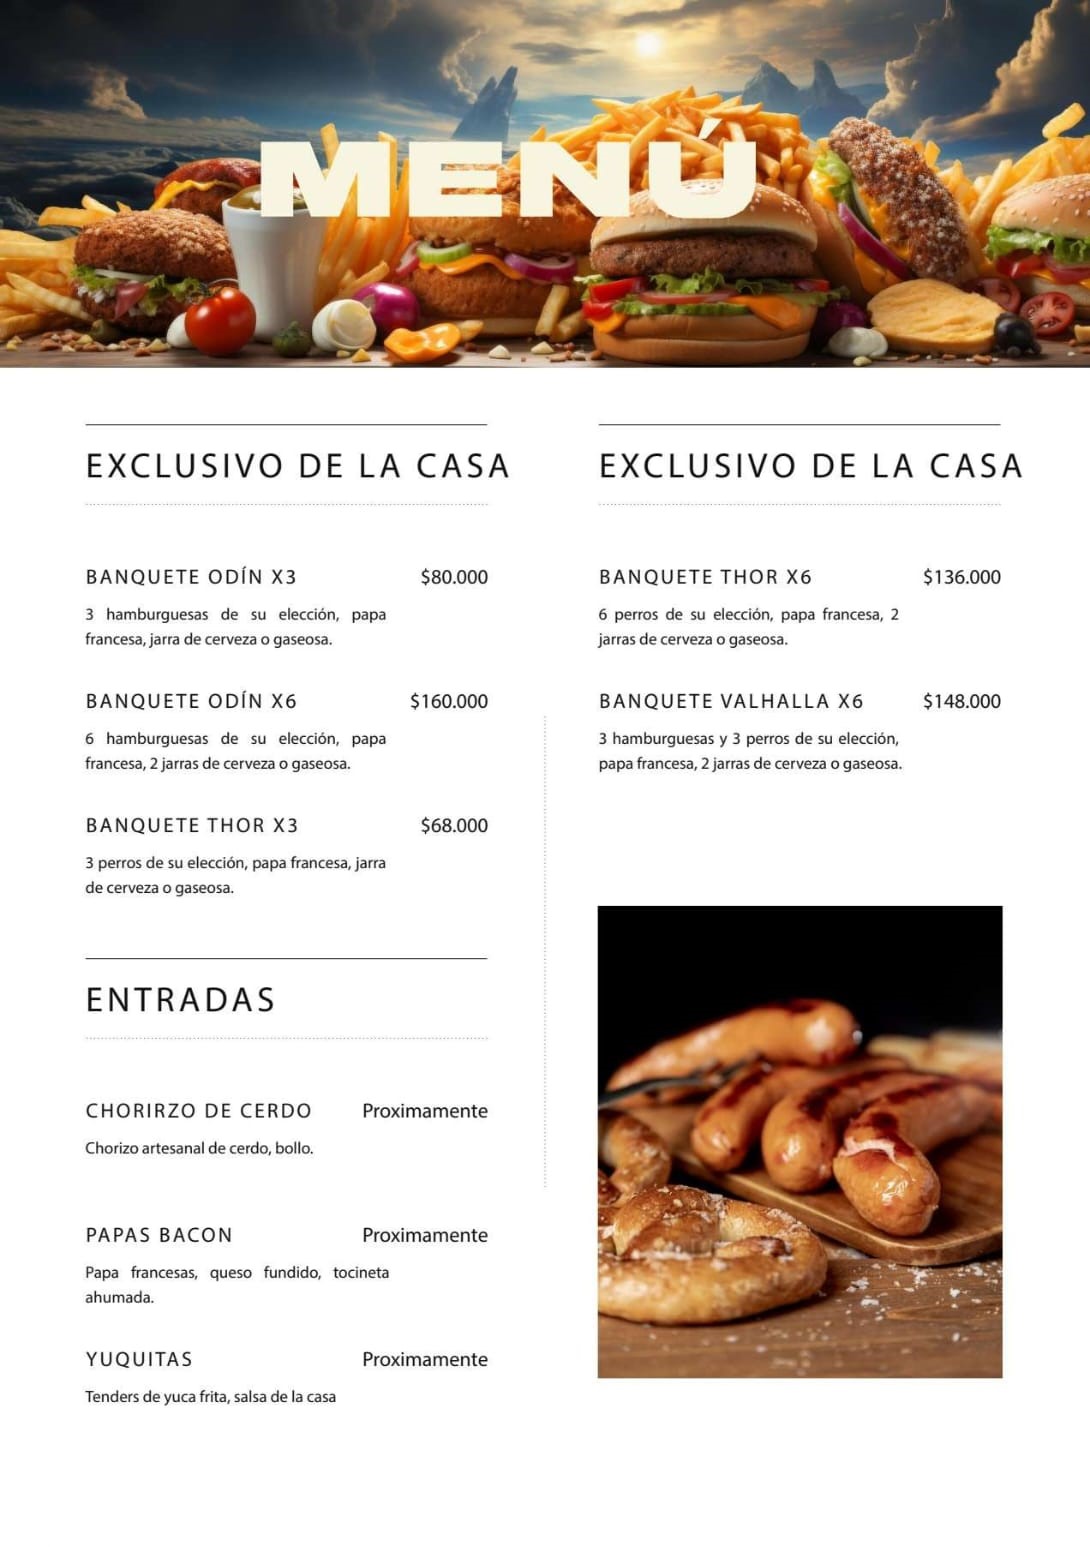 MENÚ
EXCLUSIVO DE LA CASA
BANQUETE ODÍN X3 $80.000
3 hamburguesas de su elección, papa
francesa, jarra de cerveza o gaseosa.
BANQUETE ODÍN X6 $160.000
6 hamburguesas de su elección, papa
francesa, 2 jarras de cerveza o gaseosa.
BANQUETE THOR X3 $68.000
3 perros de su elección, papa francesa, jarra
de cerveza o gaseosa.
ENTRADAS
CHORIRZO DE CERDO Proximamente
Chorizo artesanal de cerdo, bollo.
PAPAS BACON Proximamente
Papa francesas, queso fundido, tocineta
ahumada.
YUQUITAS Proximamente
Tenders de yuca frita, salsa de la casa
EXCLUSIVO DE LA CASA
BANQUETE THOR X6 $136.000
6 perros de su elección, papa francesa, 2
jarras de cerveza o gaseosa.
BANQUETE VALHALLA X6 $148.000
3 hamburguesas y 3 perros de su elección,
papa francesa, 2 jarras de cerveza o gaseosa.